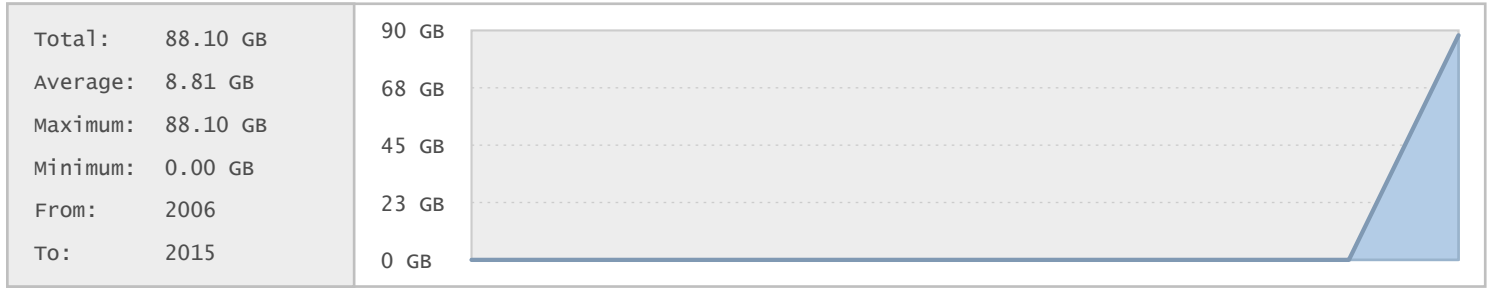 Total: 88.10 GB
Average: 8.81 GB
Maximum: 88.10 GB
Minimum: 0.00 GB
From: 2006
To: 2015
90 GB
68 GB
45 GB
23 GB
0 GB